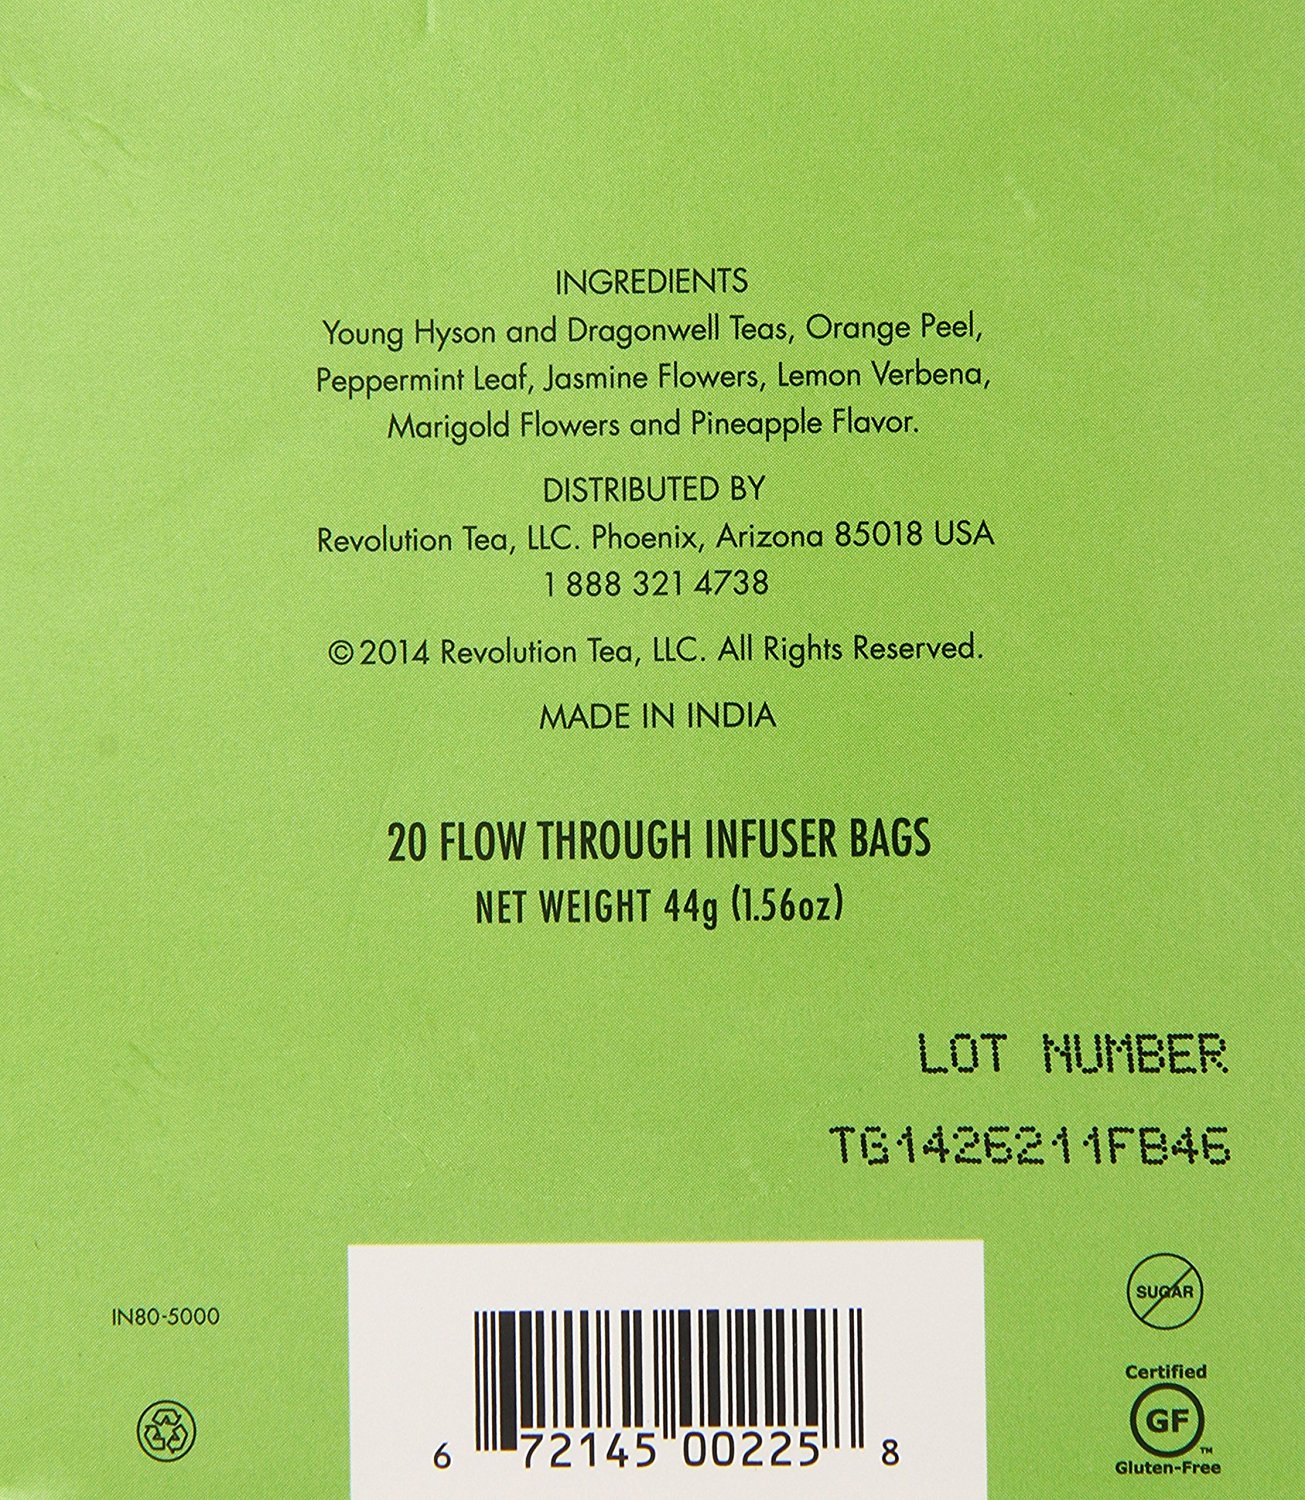 INGREDIENTS
Young Hyson and Dragonwell Teas, Orange Peel,
Peppermint Leaf, Jasmine Flowers, Lemon Verbena,
Marigold Flowers and Pineapple Flavor.
DISTRIBUTED BY
Revolution Tea, LLC. Phoenix, Arizona 85018 USA
1 888 321 4738
©2014 Revolution Tea, LLC. All Rights Reserved.
MADE IN INDIA
20 FLOW THROUGH INFUSER BAGS
NET WEIGHT 44g (1.56oz)
LOT NUMBER
TG1426211FB46
IN80-5000
6 72145 00225 8
SUGAR
Certified
GF™
Gluten-Free